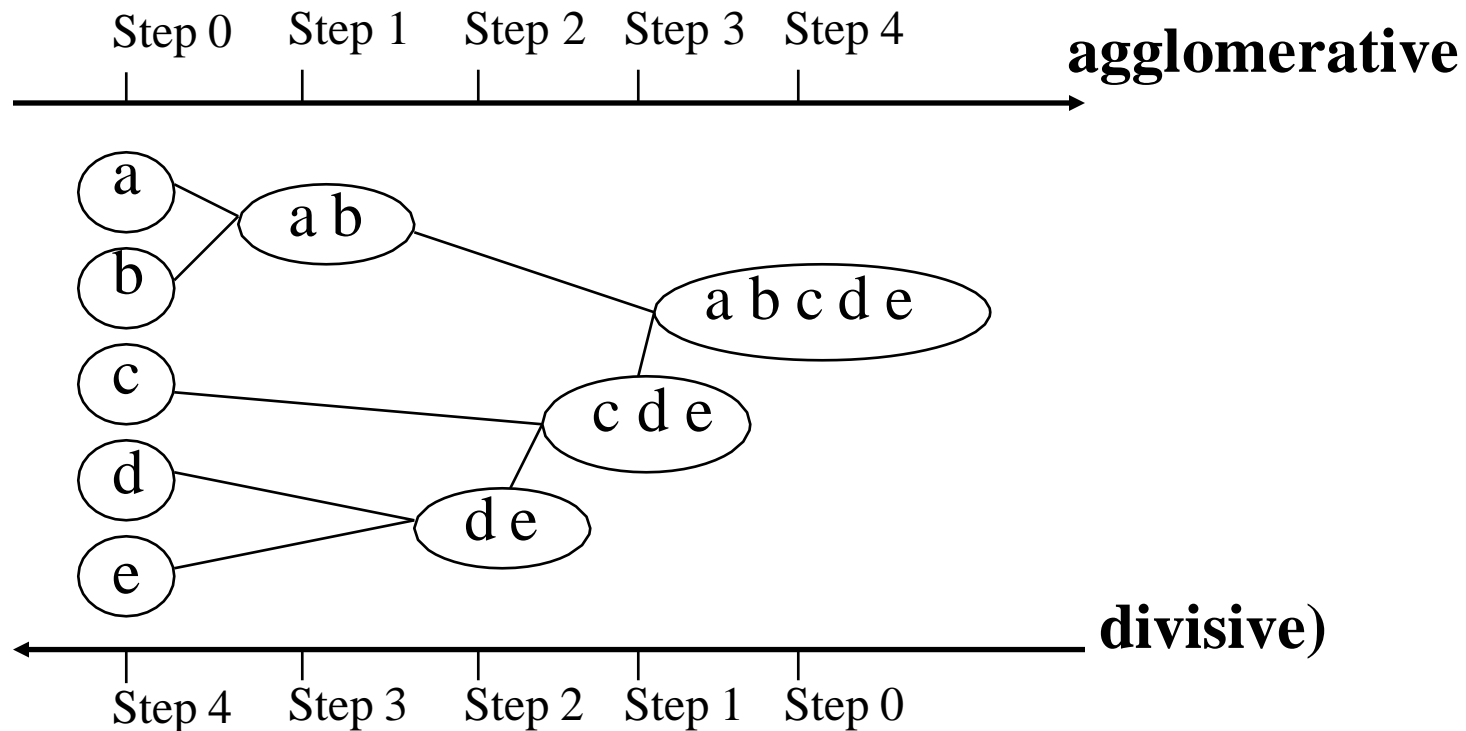 Step 0 Step 1 Step 2 Step 3 Step 4
agglomerative
a
a b
b
a b c d e
c
c d e
d
d e
e
divisive)
Step 4 Step 3 Step 2 Step 1 Step 0